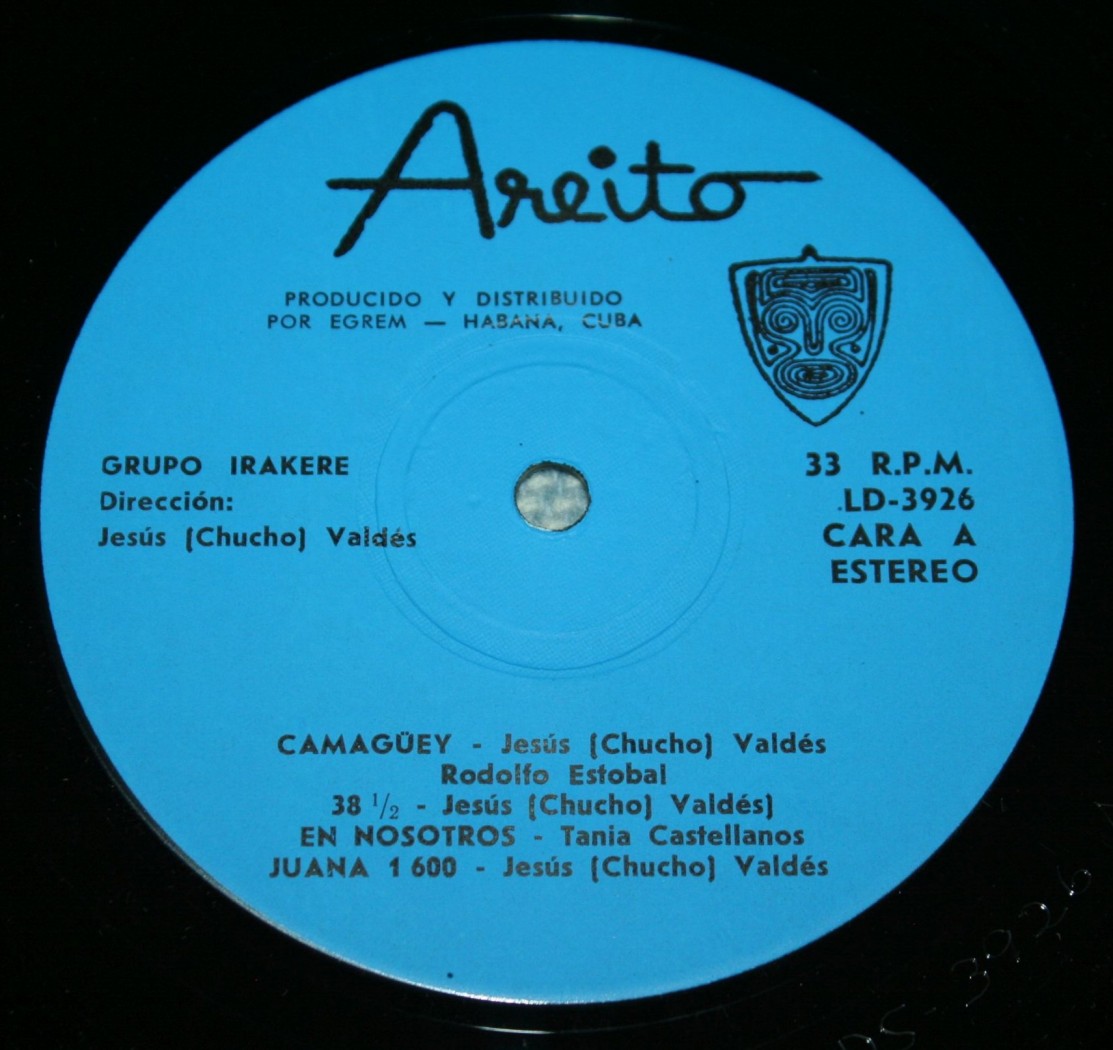 Areito
PRODUCIDO Y DISTRIBUIDO
POR EGREM — HABANA, CUBA
GRUPO IRAKERE
Dirección:
Jesús (Chucho) Valdés
33 R.P.M.
LD-3926
CARA A
ESTEREO
CAMAGÜEY - Jesús (Chucho) Valdés
Rodolfo Estobal
38 1/2 - Jesús (Chucho) Valdés)
EN NOSOTROS - Tania Castellanos
JUANA 1 600 - Jesús (Chucho) Valdés
DS-3926